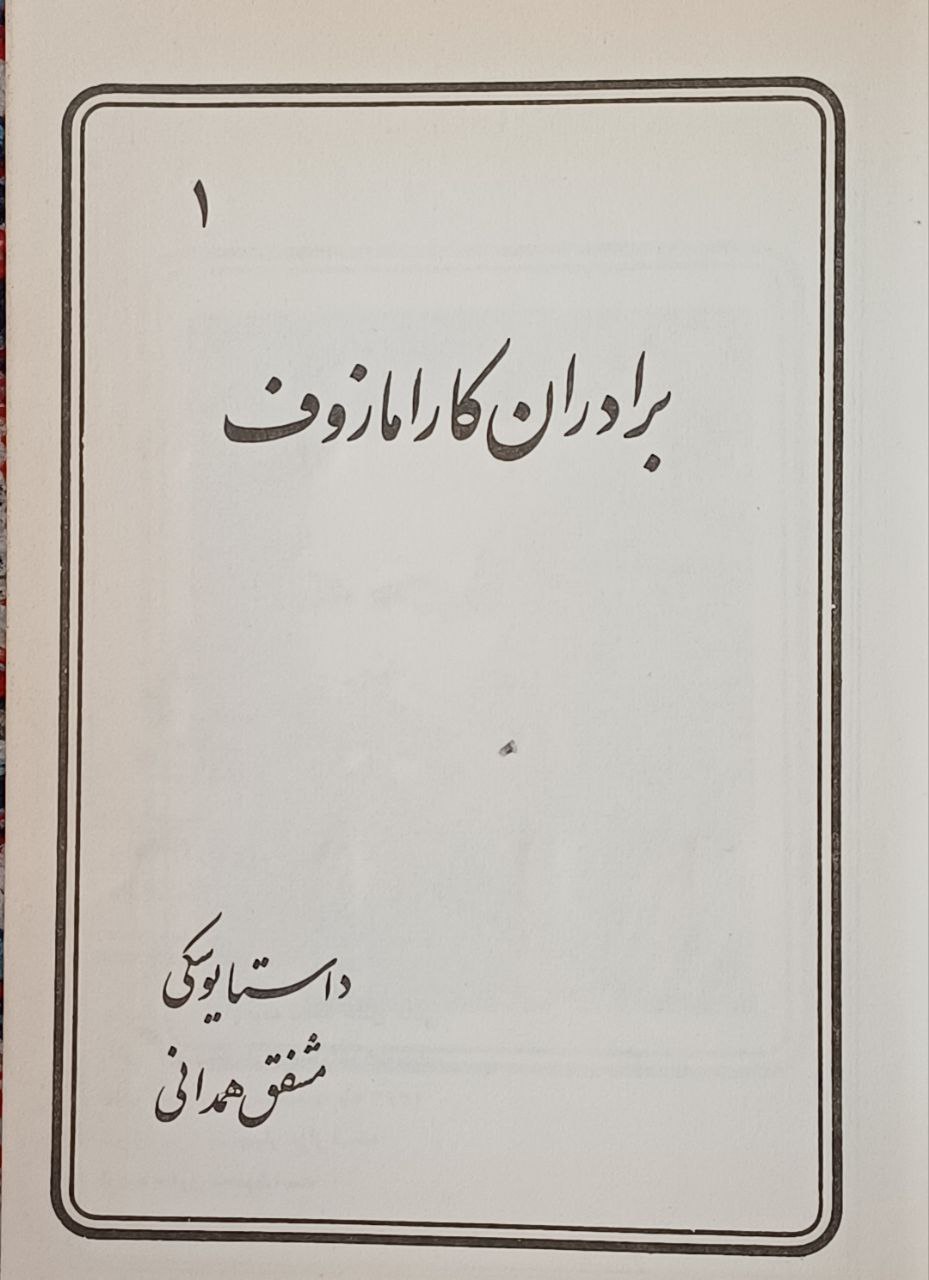 ۱
برادران کارامازوف
داستایوسکی
مشفق همدانی